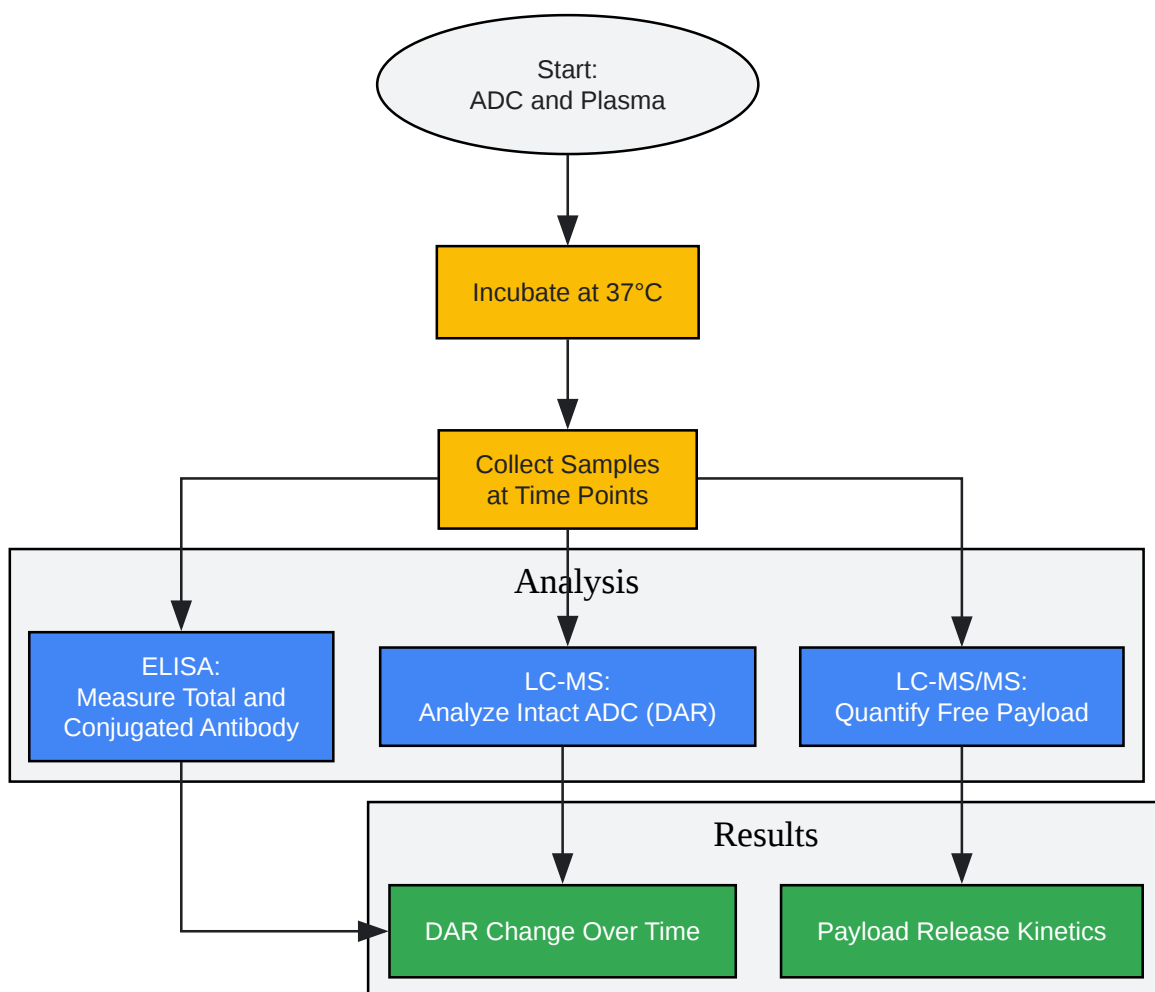 Start:
ADC and Plasma
Incubate at 37°C
Collect Samples
at Time Points
Analysis
ELISA:
Measure Total and
Conjugated Antibody
LC-MS:
Analyze Intact ADC (DAR)
LC-MS/MS:
Quantify Free Payload
Results
DAR Change Over Time
Payload Release Kinetics